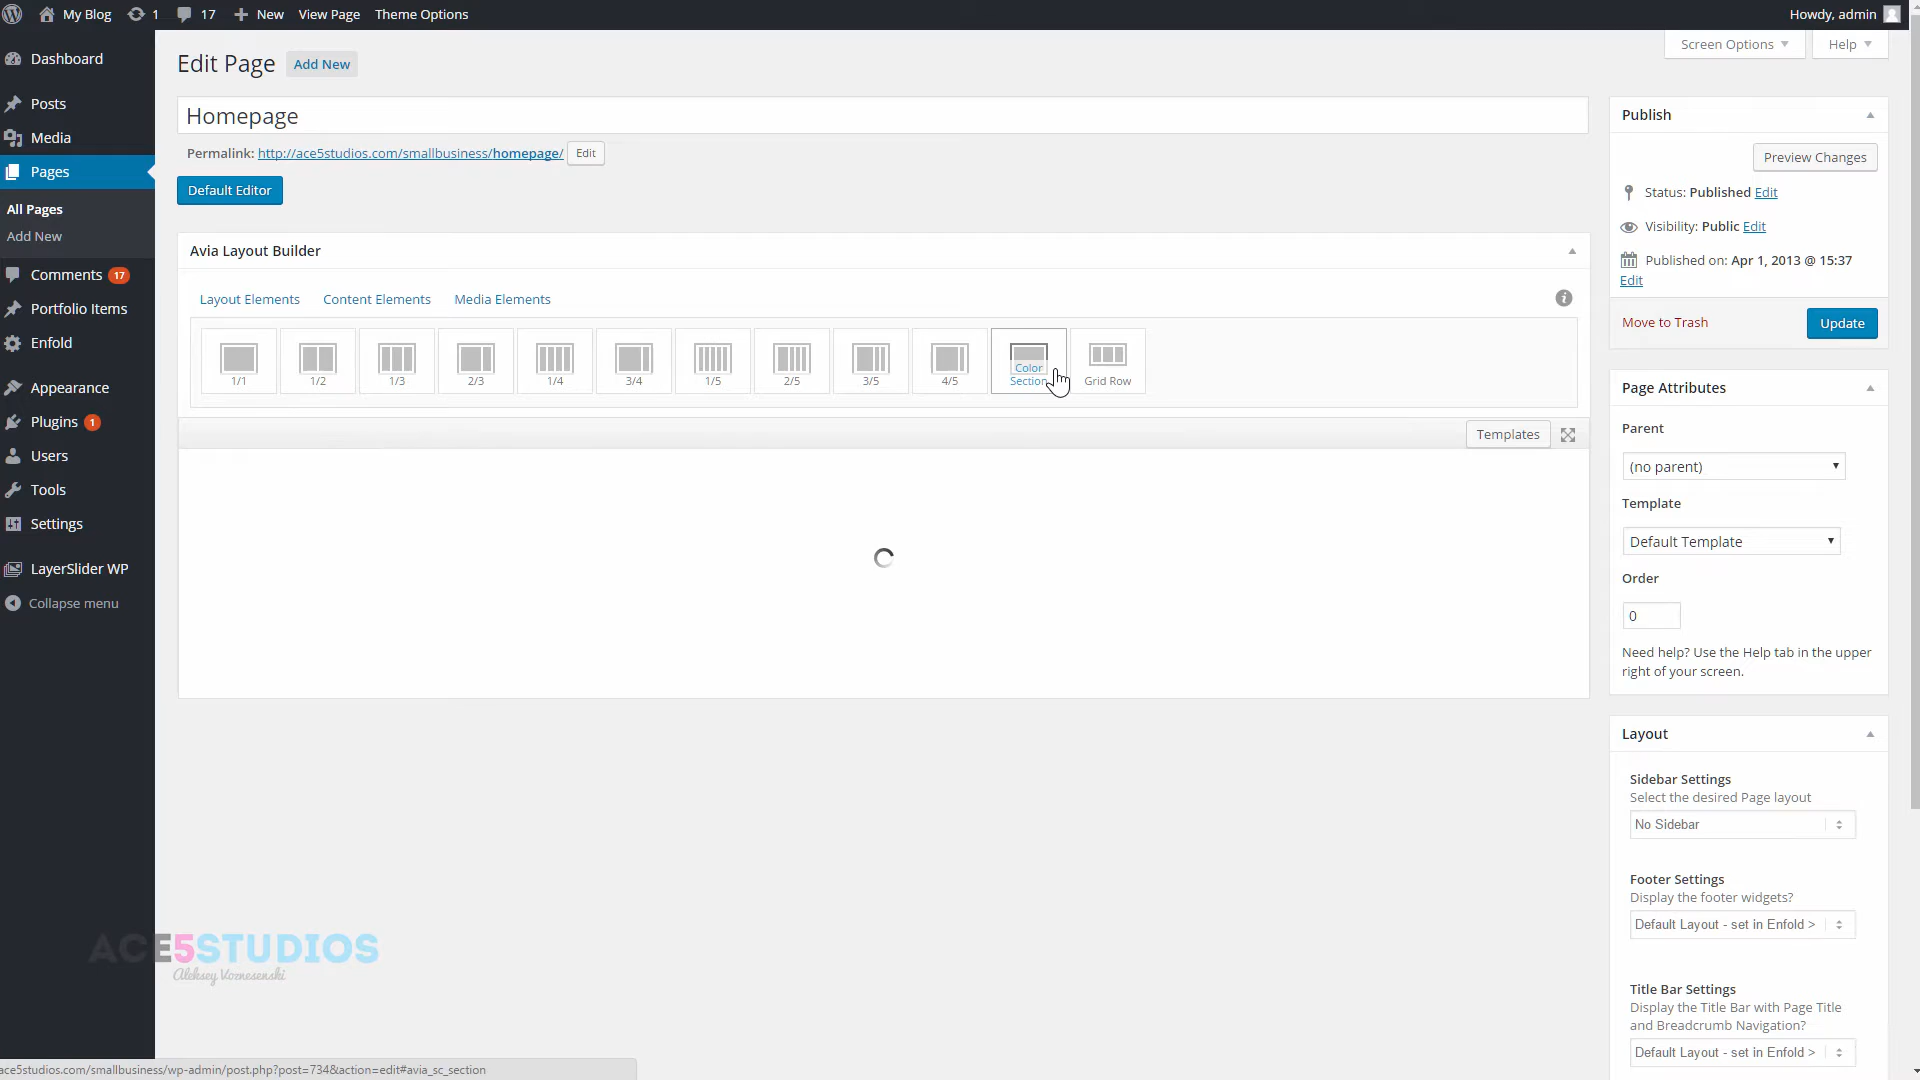 My Blog
1
17
New
View Page
Theme Options
Howdy, admin
Screen Options
Help
Dashboard
Posts
Media
Pages
All Pages
Add New
Comments 17
Portfolio Items
Enfold
Appearance
Plugins 1
Users
Tools
Settings
LayerSlider WP
Collapse menu
Edit Page
Add New
Homepage
Permalink: http://ace5studios.com/smallbusiness/homepage/ Edit
Default Editor
Avia Layout Builder
Layout Elements
Content Elements
Media Elements
1/1
1/2
1/3
2/3
1/4
3/4
1/5
2/5
3/5
4/5
Color
Section
Grid Row
Templates
Publish
Preview Changes
Status: Published Edit
Visibility: Public Edit
Published on: Apr 1, 2013 @ 15:37
Edit
Move to Trash
Update
Page Attributes
Parent
(no parent)
Template
Default Template
Order
0
Need help? Use the Help tab in the upper
right of your screen.
Layout
Sidebar Settings
Select the desired Page layout
No Sidebar
Footer Settings
Display the footer widgets?
Default Layout - set in Enfold >
Title Bar Settings
Display the Title Bar with Page Title
and Breadcrumb Navigation?
Default Layout - set in Enfold >
ACE5STUDIOS
Aleksey Voznesenski
ace5studios.com/smallbusiness/wp-admin/post.php?post=734&action=edit#avia_sc_section